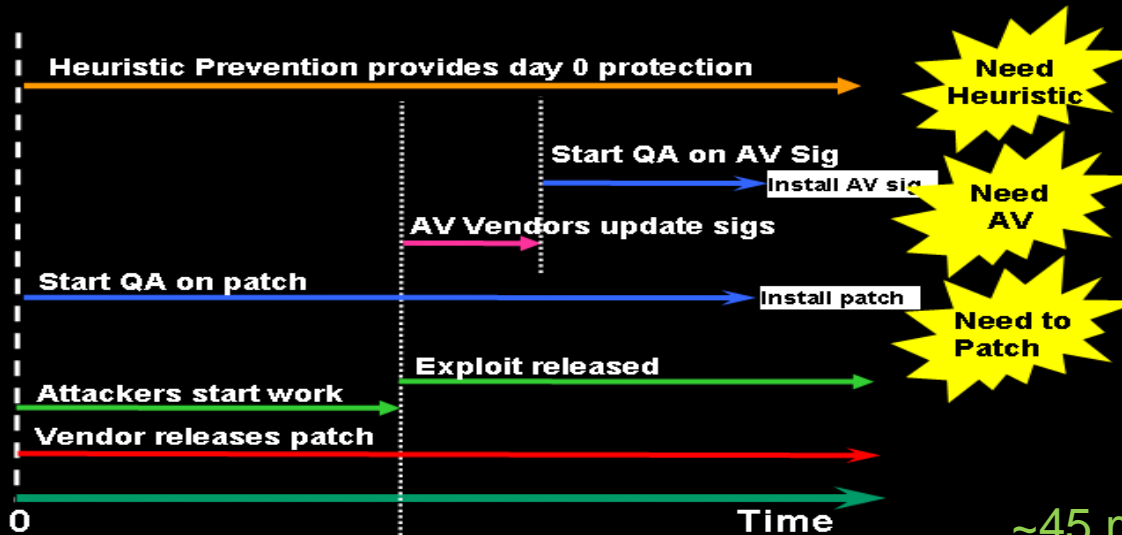 Heuristic Prevention provides day 0 protection
Need
Heuristic
Start QA on AV Sig
Install AV sig
Need
AV
AV Vendors update sigs
Start QA on patch
Install patch
Need to
Patch
Exploit released
Attackers start work
Vendor releases patch
0
Time
~45